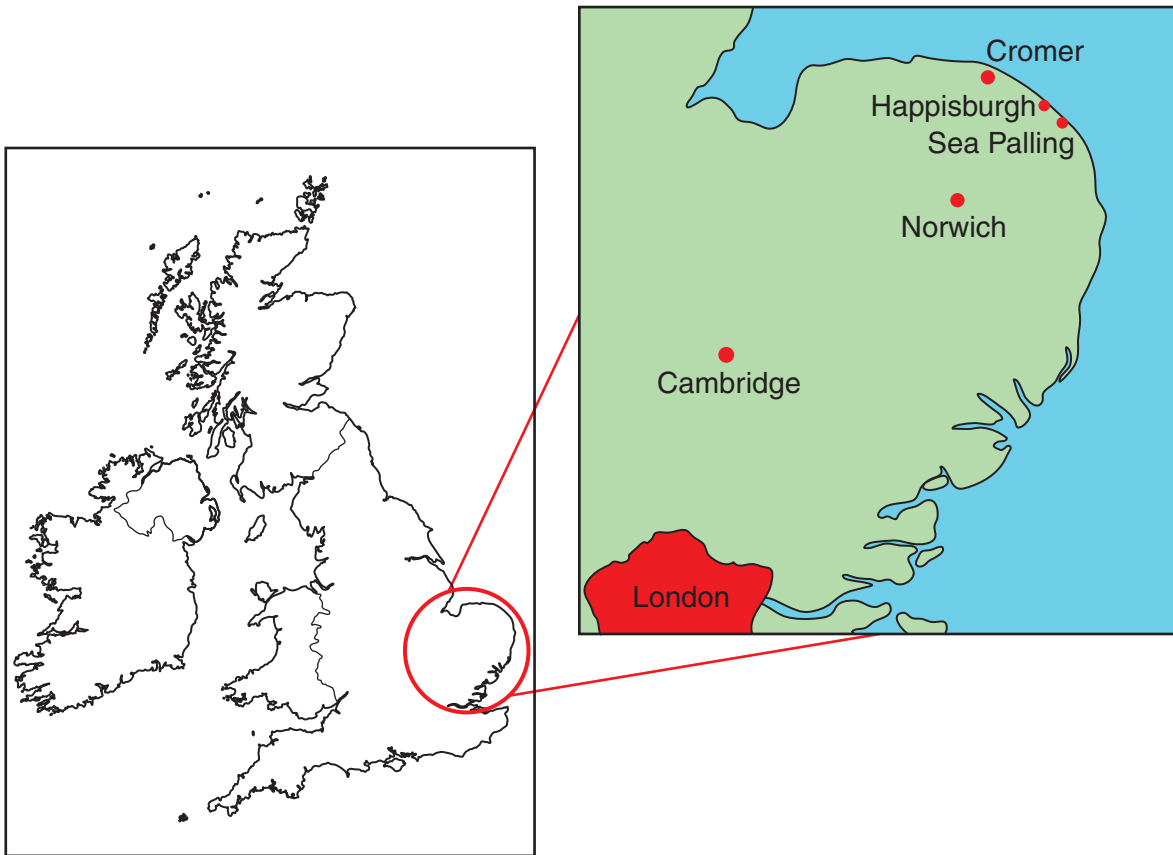 Cromer
Happisburgh
Sea Palling
Norwich
Cambridge
London